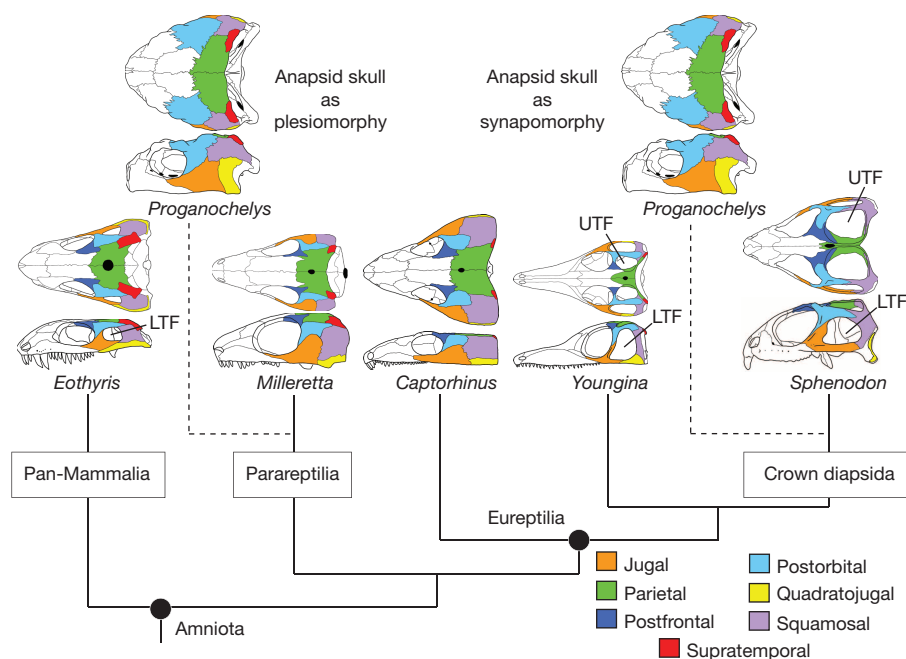 Anapsid skull
as
plesiomorphy
Anapsid skull
as
synapomorphy
Proganochelys
Proganochelys
UTF
UTF
LTF
LTF
LTF
Eothyris
Milleretta
Captorhinus
Youngina
Sphenodon
Pan-Mammalia
Parareptilia
Crown diapsida
Eureptilia
Amniota
Jugal
Parietal
Postfrontal
Supratemporal
Postorbital
Quadratojugal
Squamosal